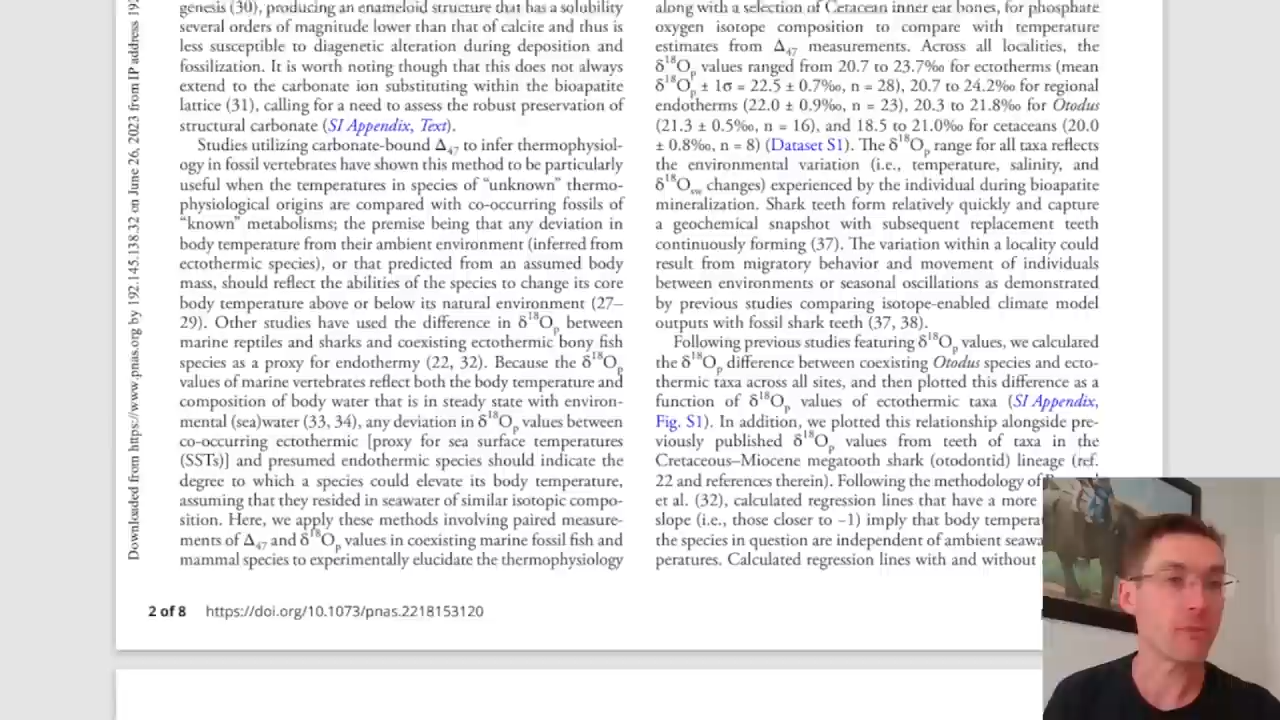 Downloaded from https://www.pnas.org by 192.145.138.32 on June 26, 2023 from IP address
genesis (30), producing an enameloid structure that has a solubility
several orders of magnitude lower than that of calcite and thus is
less susceptible to diagenetic alteration during deposition and
fossilization. It is worth noting though that this does not always
extend to the carbonate ion substituting within the bioapatite
lattice (31), calling for a need to assess the robust preservation of
structural carbonate (SI Appendix, Text).
Studies utilizing carbonate-bound Δ47 to infer thermophysiol-
ogy in fossil vertebrates have shown this method to be particularly
useful when the temperatures in species of “unknown” thermo-
physiological origins are compared with co-occurring fossils of
“known” metabolisms; the premise being that any deviation in
body temperature from their ambient environment (inferred from
ectothermic species), or that predicted from an assumed body
mass, should reflect the abilities of the species to change its core
body temperature above or below its natural environment (27–
29). Other studies have used the difference in δ18Op between
marine reptiles and sharks and coexisting ectothermic bony fish
species as a proxy for endothermy (22, 32). Because the δ18Op
values of marine vertebrates reflect both the body temperature and
composition of body water that is in steady state with environ-
mental (sea)water (33, 34), any deviation in δ18Op values between
co-occurring ectothermic [proxy for sea surface temperatures
(SSTs)] and presumed endothermic species should indicate the
degree to which a species could elevate its body temperature,
assuming that they resided in seawater of similar isotopic compo-
sition. Here, we apply these methods involving paired measure-
ments of Δ47 and δ18Op values in coexisting marine fossil fish and
mammal species to experimentally elucidate the thermophysiology
along with a selection of Cetacean inner ear bones, for phosphate
oxygen isotope composition to compare with temperature
estimates from Δ47 measurements. Across all localities, the
δ18Op values ranged from 20.7 to 23.7‰ for ectotherms (mean
δ18Op ± 1σ = 22.5 ± 0.7‰, n = 28), 20.7 to 24.2‰ for regional
endotherms (22.0 ± 0.9‰, n = 23), 20.3 to 21.8‰ for Otodus
(21.3 ± 0.5‰, n = 16), and 18.5 to 21.0‰ for cetaceans (20.0
± 0.8‰, n = 8) (Dataset S1). The δ18Op range for all taxa reflects
the environmental variation (i.e., temperature, salinity, and
δ18Osw changes) experienced by the individual during bioapatite
mineralization. Shark teeth form relatively quickly and capture
a geochemical snapshot with subsequent replacement teeth
continuously forming (37). The variation within a locality could
result from migratory behavior and movement of individuals
between environments or seasonal oscillations as demonstrated
by previous studies comparing isotope-enabled climate model
outputs with fossil shark teeth (37, 38).
Following previous studies featuring δ18Op values, we calculated
the δ18Op difference between coexisting Otodus species and ecto-
thermic taxa across all sites, and then plotted this difference as a
function of δ18Op values of ectothermic taxa (SI Appendix,
Fig. S1). In addition, we plotted this relationship alongside pre-
viously published δ18Op values from teeth of taxa in the
Cretaceous–Miocene megatooth shark (otodontid) lineage (ref.
22 and references therein). Following the methodology of
et al. (32), calculated regression lines that have a more
slope (i.e., those closer to −1) imply that body tempera
the species in question are independent of ambient seawa
peratures. Calculated regression lines with and without
2 of 8 https://doi.org/10.1073/pnas.2218153120